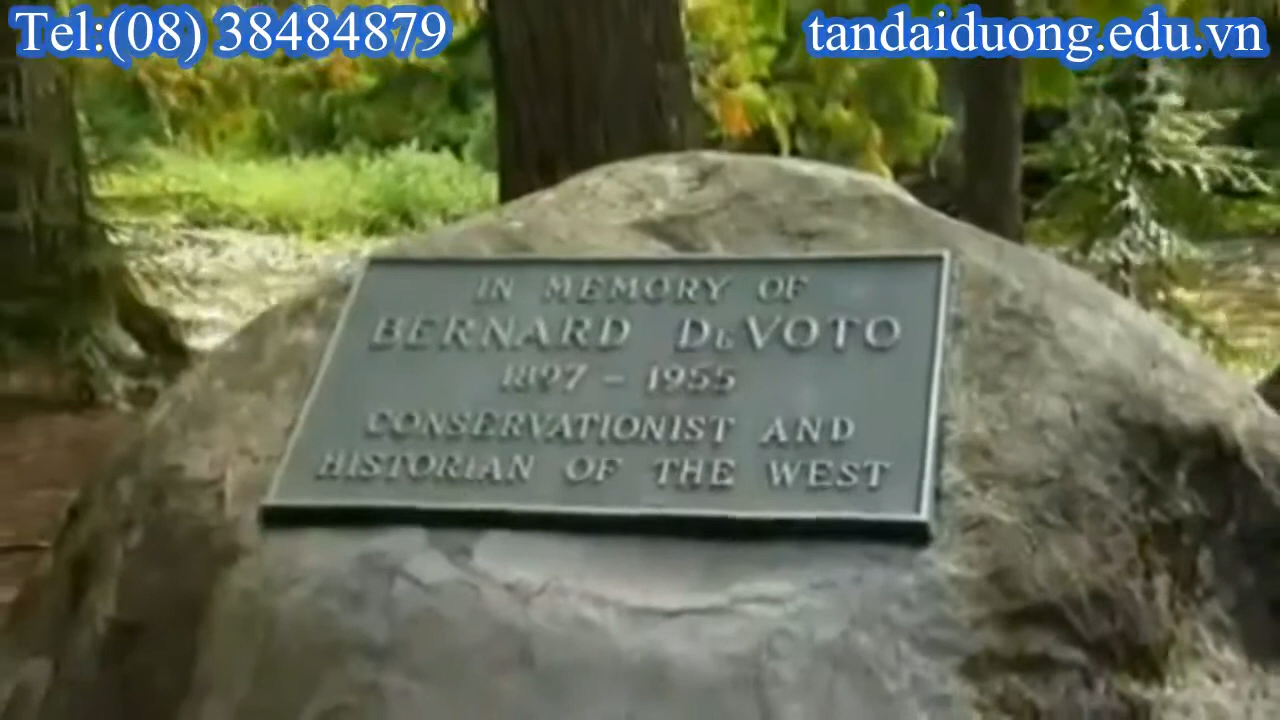 Tel:(08) 38484879
tandaiduong.edu.vn
IN MEMORY OF
BERNARD DeVOTO
1897 - 1955
CONSERVATIONIST AND
HISTORIAN OF THE WEST